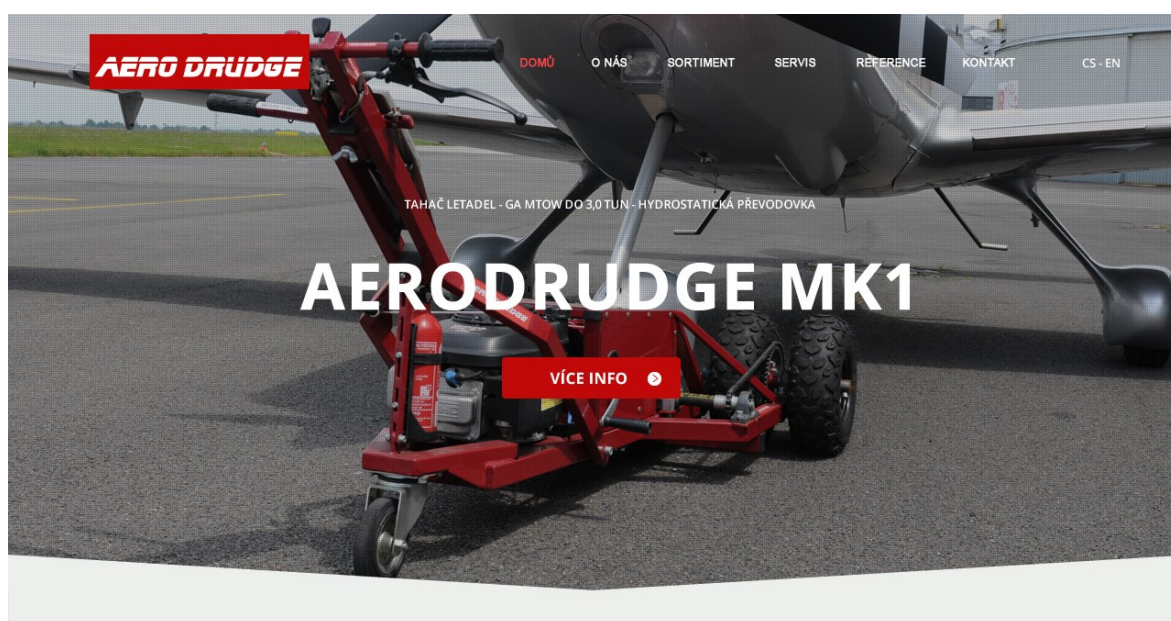 AERO DRUDGE
DOMŮ O NÁS SORTIMENT SERVIS REFERENCE KONTAKT CS - EN
TAHAČ LETADEL - GA MTOW DO 3,0 TUN - HYDROSTATICKÁ PŘEVODOVKA
AERODRUDGE MK1
VÍCE INFO